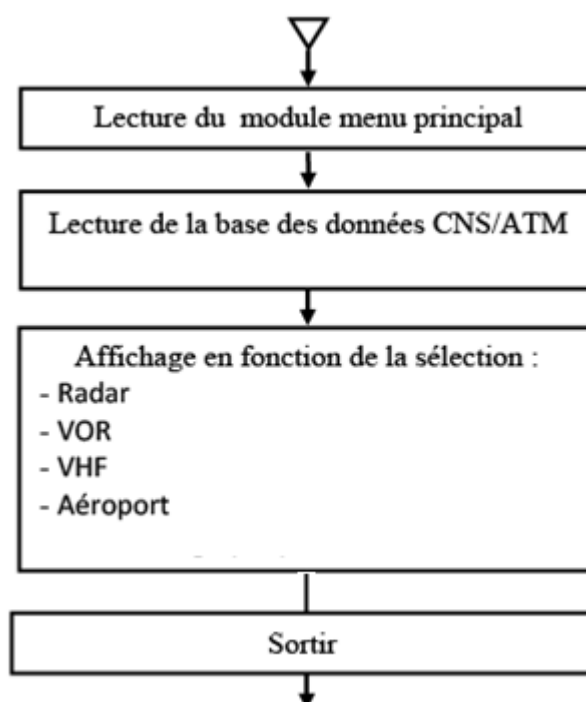 Lecture du module menu principal
Lecture de la base des données CNS/ATM
Affichage en fonction de la sélection :
- Radar
- VOR
- VHF
- Aéroport
Sortir